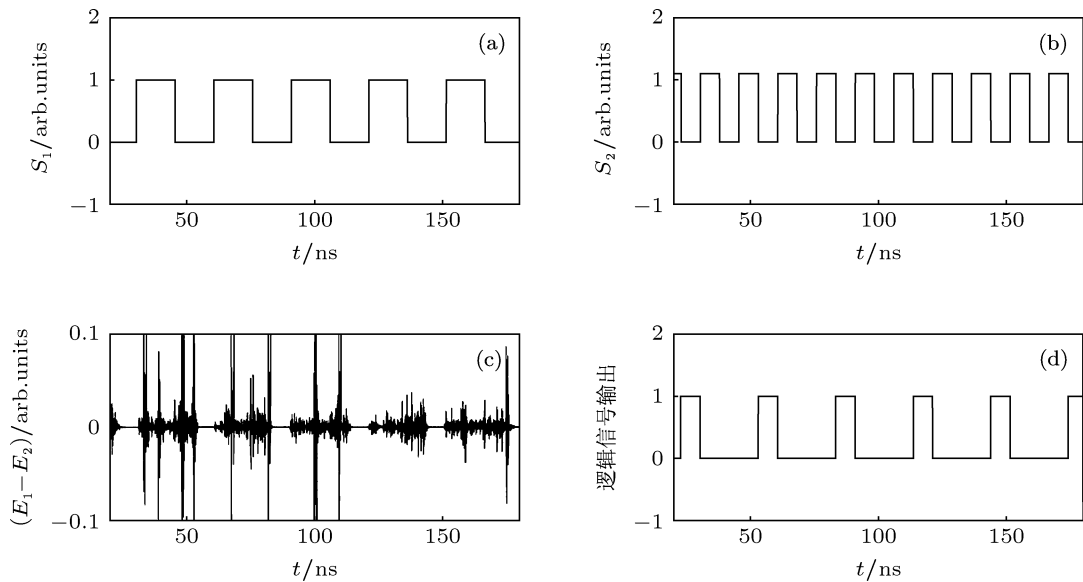 2
1
0
−1
S₁/arb.units
(a)
50
100
150
t/ns
2
1
0
−1
S₂/arb.units
(b)
50
100
150
t/ns
0.1
0
−0.1
(E₁−E₂)/arb.units
(c)
50
100
150
t/ns
2
1
0
−1
逻辑信号输出
(d)
50
100
150
t/ns